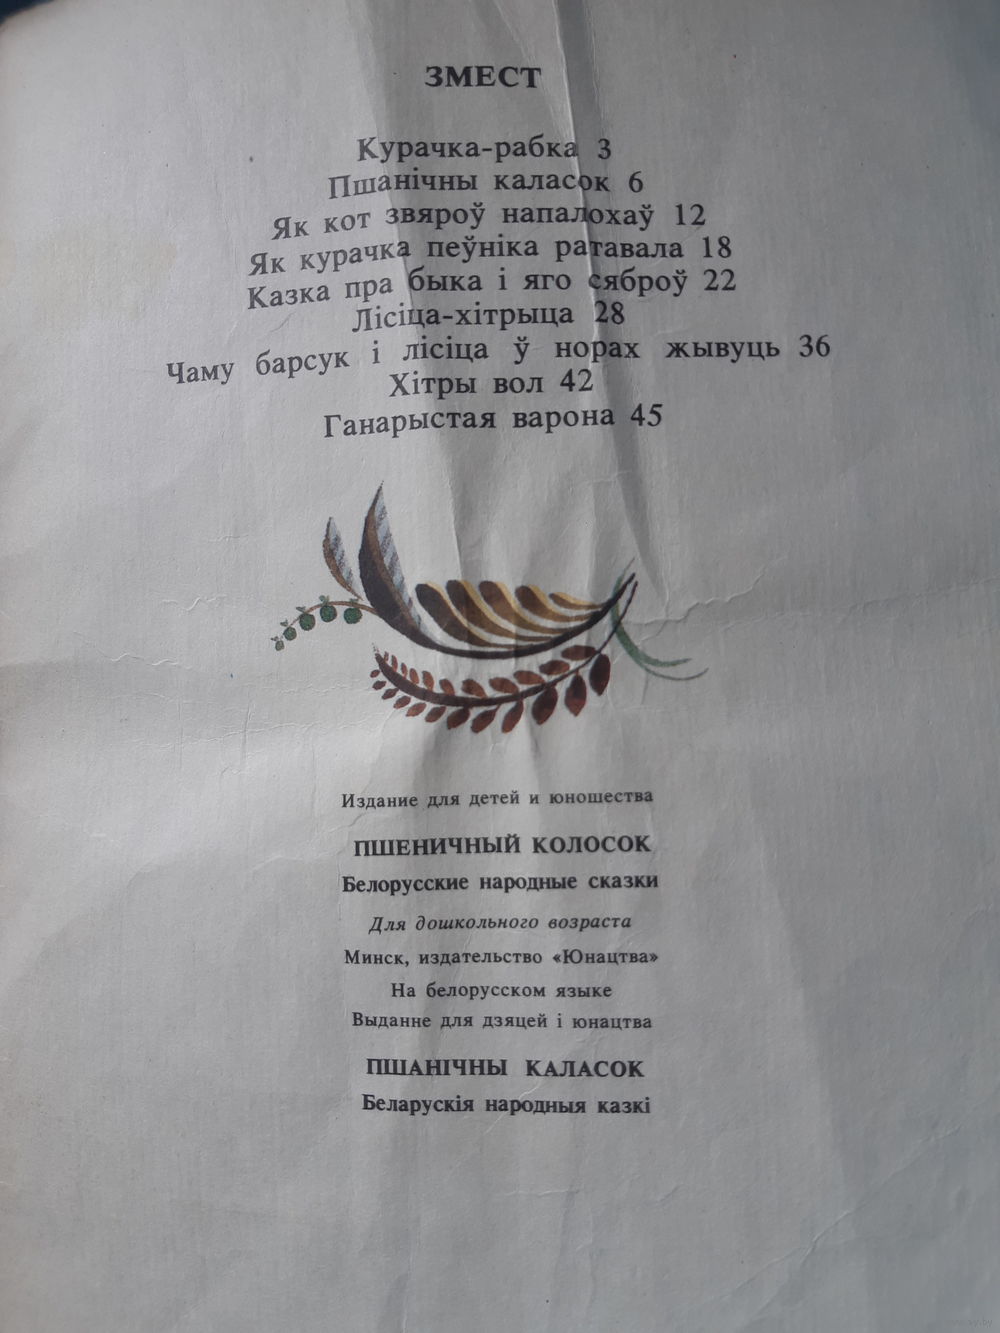 ЗМЕСТ
Курачка-рабка 3
Пшанічны каласок 6
Як кот звяроў напалохаў 12
Як курачка пеўніка ратавала 18
Казка пра быка і яго сяброў 22
Лісіца-хітрыца 28
Чаму барсук і лісіца ў норах жывуць 36
Хітры вол 42
Ганарыстая варона 45
Издание для детей и юношества
ПШЕНИЧНЫЙ КОЛОСОК
Белорусские народные сказки
Для дошкольного возраста
Минск, издательство «Юнацтва»
На белорусском языке
Выданне для дзяцей і юнацтва
ПШАНІЧНЫ КАЛАСОК
Беларускія народныя казкі